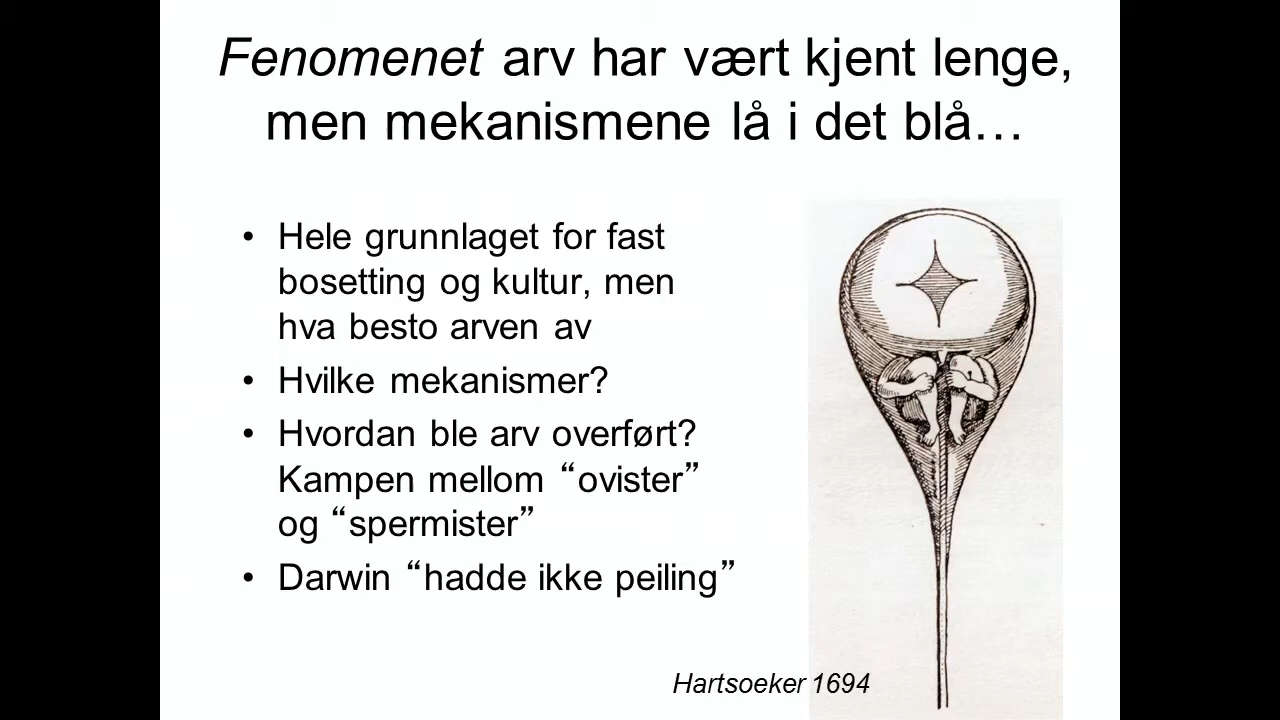 Fenomenet arv har vært kjent lenge,
men mekanismene lå i det blå…
• Hele grunnlaget for fast
bosetting og kultur, men
hva besto arven av
• Hvilke mekanismer?
• Hvordan ble arv overført?
Kampen mellom “ovister”
og “spermister”
• Darwin “hadde ikke peiling”
Hartsoeker 1694